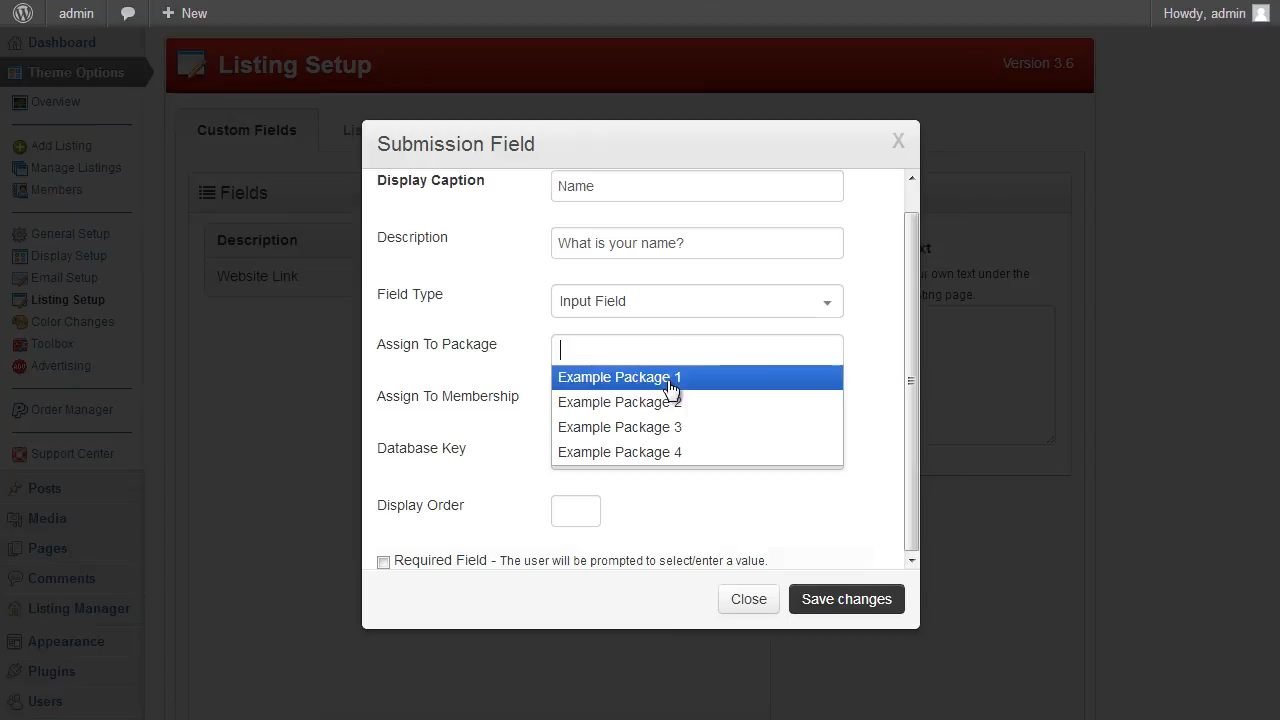 admin
New
Howdy, admin
Dashboard
Theme Options
Overview
Add Listing
Manage Listings
Members
General Setup
Display Setup
Email Setup
Listing Setup
Color Changes
Toolbox
Advertising
Order Manager
Support Center
Posts
Media
Pages
Comments
Listing Manager
Appearance
Plugins
Users
Listing Setup
Version 3.6
Custom Fields
Fields
Description
Website Link
Submission Field
X
Display Caption
Name
Description
What is your name?
Field Type
Input Field
Assign To Package
Example Package 1
Example Package 2
Example Package 3
Example Package 4
Assign To Membership
Database Key
Display Order
Required Field - The user will be prompted to select/enter a value.
Close
Save changes
own text under the
page.